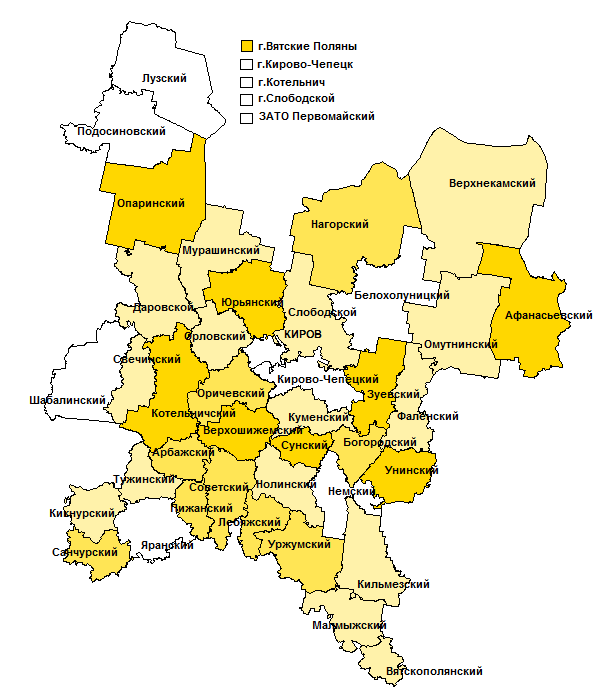 г.Вятские Поляны
г.Кирово-Чепецк
г.Котельнич
г.Слободской
ЗАТО Первомайский
Лузский
Подосиновский
Опаринский
Верхнекамский
Нагорский
Мурашинский
Белохолуницкий
Юрьянский
Даровской
Слободской
Афанасьевский
КИРОВ
Орловский
Омутнинский
Свечинский
Кирово-Чепецкий
Оричевский
Зуевский
Шабалинский
Котельничский
Куменский
Фаленский
Верхошижемский
Сунский
Богородский
Арбажский
Унинский
Тужинский
Советский
Нолинский
Немский
Пижанский
Кикнурский
Лебяжский
Яранский
Уржумский
Санчурский
Кильмезский
Малмыжский
Вятскополянский